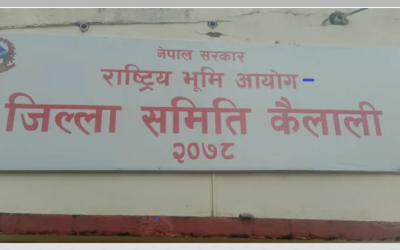 नेपाल सरकार
राष्ट्रिय भूमि आयोग-
जिल्ला समिति कैलाली
२०७८